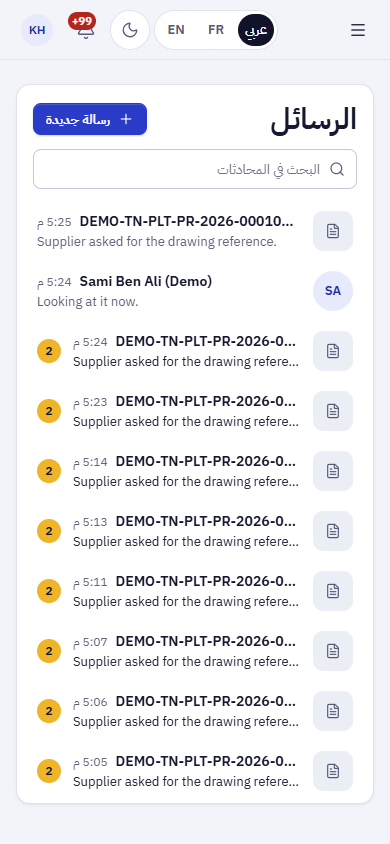 عربي FR EN +99 KH
الرسائل
رسالة جديدة
البحث في المحادثات
DEMO-TN-PLT-PR-2026-00010... 5:25 م
Supplier asked for the drawing reference.
SA
Sami Ben Ali (Demo) 5:24 م
Looking at it now.
DEMO-TN-PLT-PR-2026-0... 5:24 م
Supplier asked for the drawing refere... 2
DEMO-TN-PLT-PR-2026-0... 5:23 م
Supplier asked for the drawing refere... 2
DEMO-TN-PLT-PR-2026-0... 5:14 م
Supplier asked for the drawing refere... 2
DEMO-TN-PLT-PR-2026-0... 5:13 م
Supplier asked for the drawing refere... 2
DEMO-TN-PLT-PR-2026-0... 5:11 م
Supplier asked for the drawing refere... 2
DEMO-TN-PLT-PR-2026-0... 5:07 م
Supplier asked for the drawing refere... 2
DEMO-TN-PLT-PR-2026-0... 5:06 م
Supplier asked for the drawing refere... 2
DEMO-TN-PLT-PR-2026-0... 5:05 م
Supplier asked for the drawing refere... 2